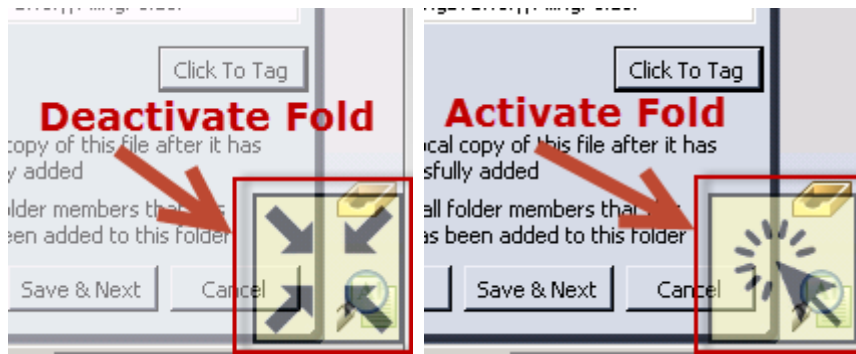 Click To Tag
Deactivate Fold
copy of this file after it has
y added
older members that
een added to this folder
Save & Next
Cancel
Click To Tag
Activate Fold
ocal copy of this file after it has
sfully added
all folder members that
as been added to this folder
Save & Next
Cancel